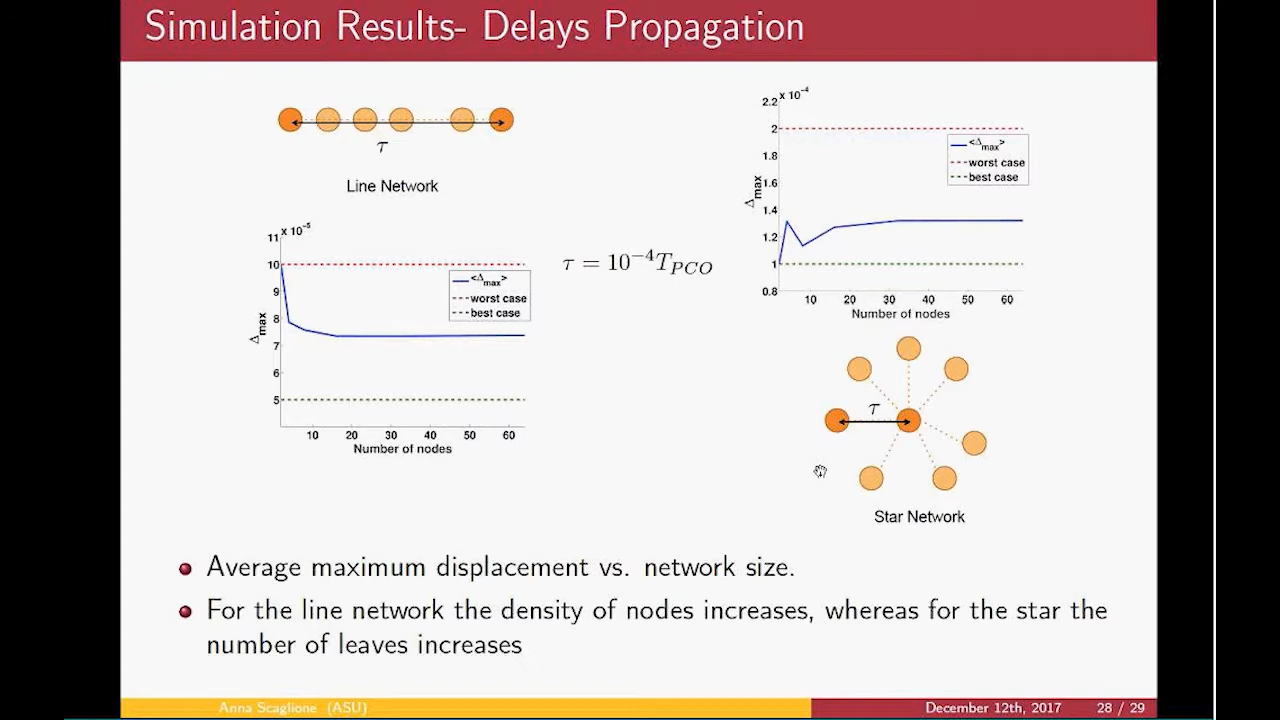 Simulation Results- Delays Propagation
τ
Line Network
11 x 10⁻⁵
10
9
8
7
6
5
Δmax
<Δmax>
worst case
best case
10 20 30 40 50 60
Number of nodes
τ = 10⁻⁴T_PCO
2.2 x 10⁻⁴
2
1.8
1.6
1.4
1.2
1
0.8
Δmax
<Δmax>
worst case
best case
10 20 30 40 50 60
Number of nodes
τ
Star Network
Average maximum displacement vs. network size.
For the line network the density of nodes increases, whereas for the star the
number of leaves increases
Anna Scaglione (ASU) December 12th, 2017 28 / 29